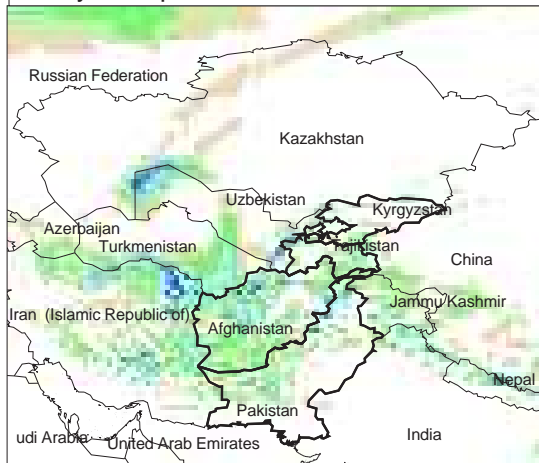 Russian Federation
Kazakhstan
Uzbekistan
Kyrgyzstan
Azerbaijan
Turkmenistan
Tajikistan
China
Jammu/Kashmir
Iran (Islamic Republic of)
Afghanistan
Nepal
Pakistan
udi Arabia
United Arab Emirates
India